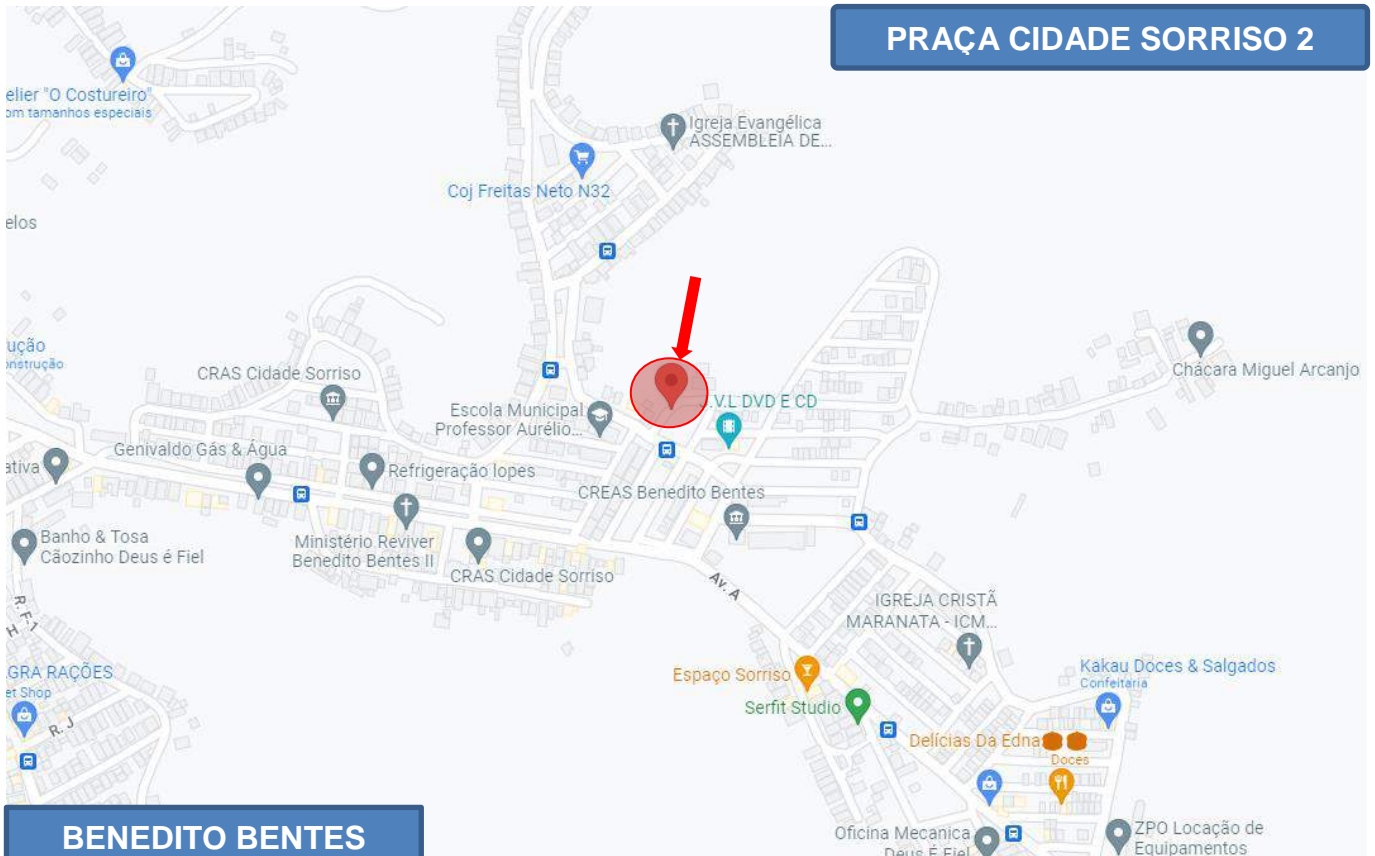 PRAÇA CIDADE SORRISO 2
elier "O Costureiro"
om tamanhos especiais
Igreja Evangélica
ASSEMBLEIA DE...
Coj Freitas Neto N32
elos
ução
onstrução
CRAS Cidade Sorriso
Chácara Miguel Arcanjo
Escola Municipal
Professor Aurélio...
.V.L DVD E CD
Genivaldo Gás & Água
ativa
Refrigeração lopes
CREAS Benedito Bentes
Banho & Tosa
Cãozinho Deus é Fiel
Ministério Reviver
Benedito Bentes II
CRAS Cidade Sorriso
Av. A
R. F-1
H
IGREJA CRISTÃ
MARANATA - ICM...
GRA RAÇÕES
et Shop
R. J
Espaço Sorriso
Kakau Doces & Salgados
Confeitaria
Serfit Studio
Delícias Da Edna
Doces
BENEDITO BENTES
Oficina Mecanica
Deus É Fiel
ZPO Locação de
Equipamentos